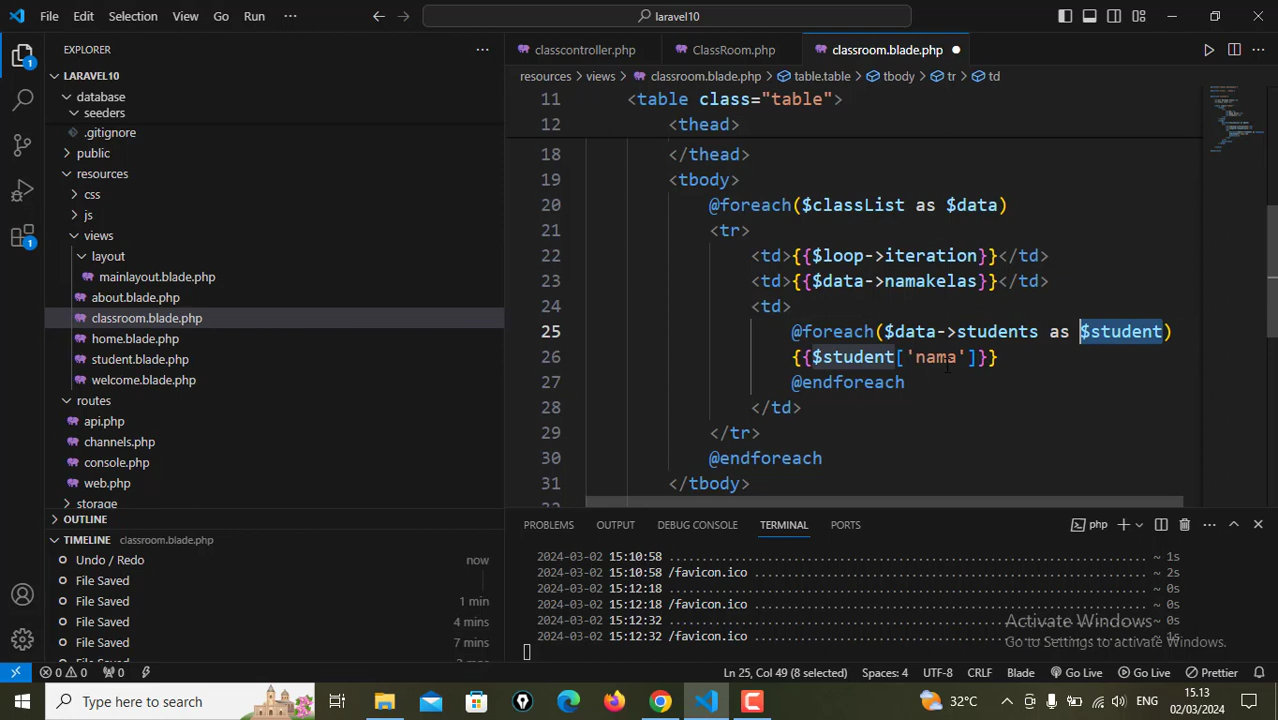 File Edit Selection View Go Run ··· laravel10
EXPLORER ···
classcontroller.php ClassRoom.php classroom.blade.php
LARAVEL10
resources > views > classroom.blade.php > table.table > tbody > tr > td
database
seeders
.gitignore
public
resources
css
js
views
layout
mainlayout.blade.php
about.blade.php
classroom.blade.php
home.blade.php
student.blade.php
welcome.blade.php
routes
api.php
channels.php
console.php
web.php
storage
OUTLINE
TIMELINE classroom.blade.php
Undo / Redo now
File Saved
File Saved 1 min
File Saved 4 mins
File Saved 7 mins
11 <table class="table">
12 <thead>
18 </thead>
19 <tbody>
20 @foreach($classList as $data)
21 <tr>
22 <td>{{$loop->iteration}}</td>
23 <td>{{$data->namakelas}}</td>
24 <td>
25 @foreach($data->students as $student)
26 {{$student['nama']}}
27 @endforeach
28 </td>
29 </tr>
30 @endforeach
31 </tbody>
PROBLEMS OUTPUT DEBUG CONSOLE TERMINAL PORTS php
2024-03-02 15:10:58 ~ 1s
2024-03-02 15:10:58 /favicon.ico ~ 2s
2024-03-02 15:12:18 ~ 0s
2024-03-02 15:12:18 /favicon.ico ~ 0s
2024-03-02 15:12:32 ~ 0s
2024-03-02 15:12:32 /favicon.ico ~ 1s
Activate Windows
Go to Settings to activate Windows.
0 0 0 Ln 25, Col 49 (8 selected) Spaces: 4 UTF-8 CRLF Blade Go Live Go Live Prettier
Type here to search 32°C ENG 15.13
02/03/2024